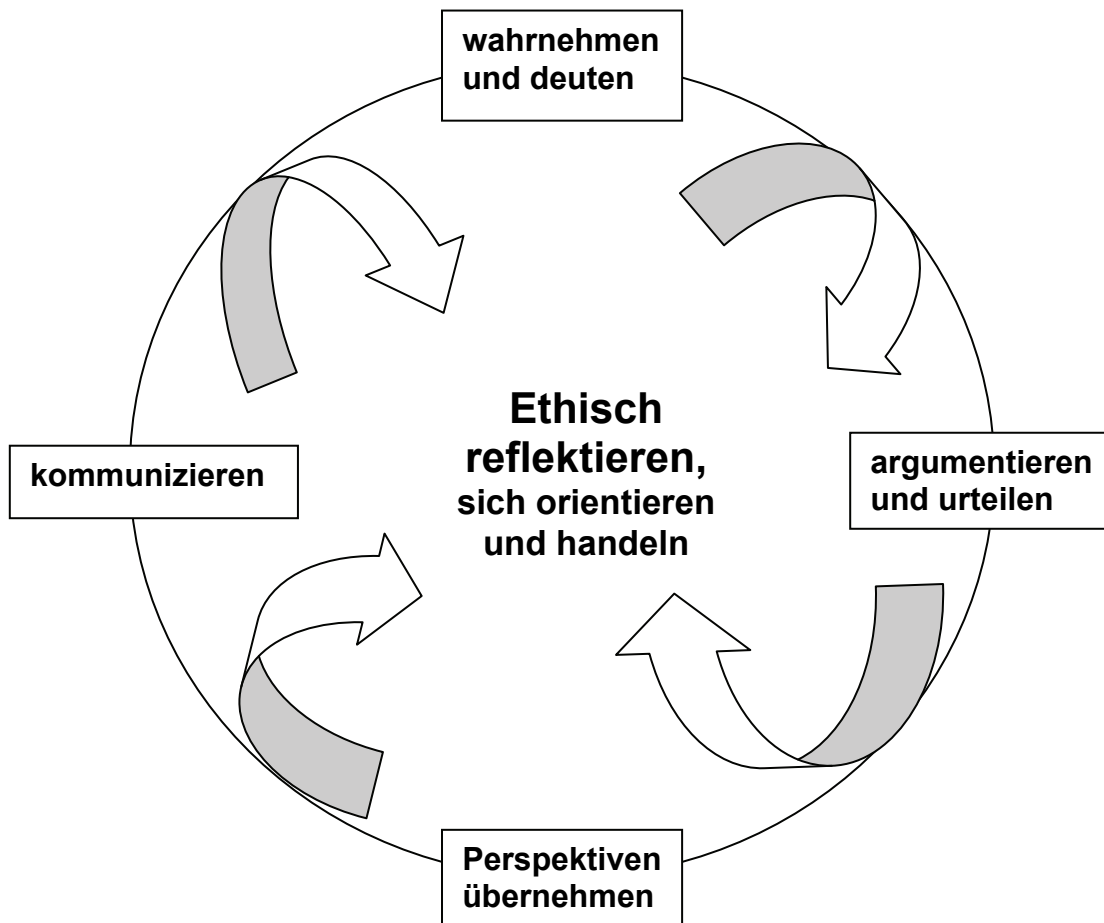 wahrnehmen
und deuten
Ethisch
reflektieren,
sich orientieren
und handeln
kommunizieren
argumentieren
und urteilen
Perspektiven
übernehmen